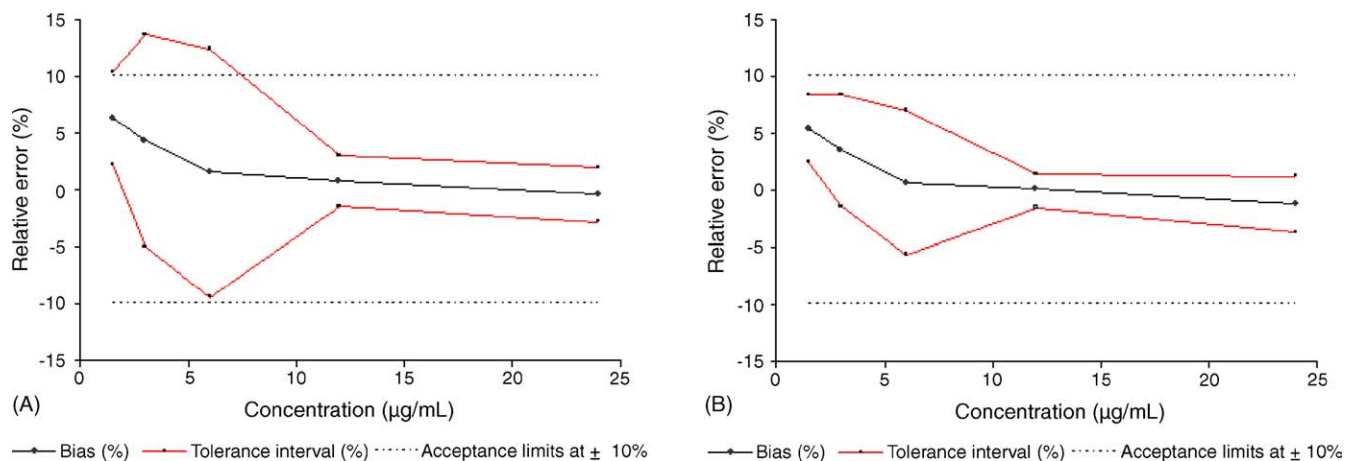 15
10
5
0
-5
-10
-15
Relative error (%)
0 5 10 15 20 25
(A)
Concentration (µg/mL)
Bias (%) Tolerance interval (%) Acceptance limits at ± 10%
15
10
5
0
-5
-10
-15
Relative error (%)
0 5 10 15 20 25
(B)
Concentration (µg/mL)
Bias (%) Tolerance interval (%) Acceptance limits at ± 10%